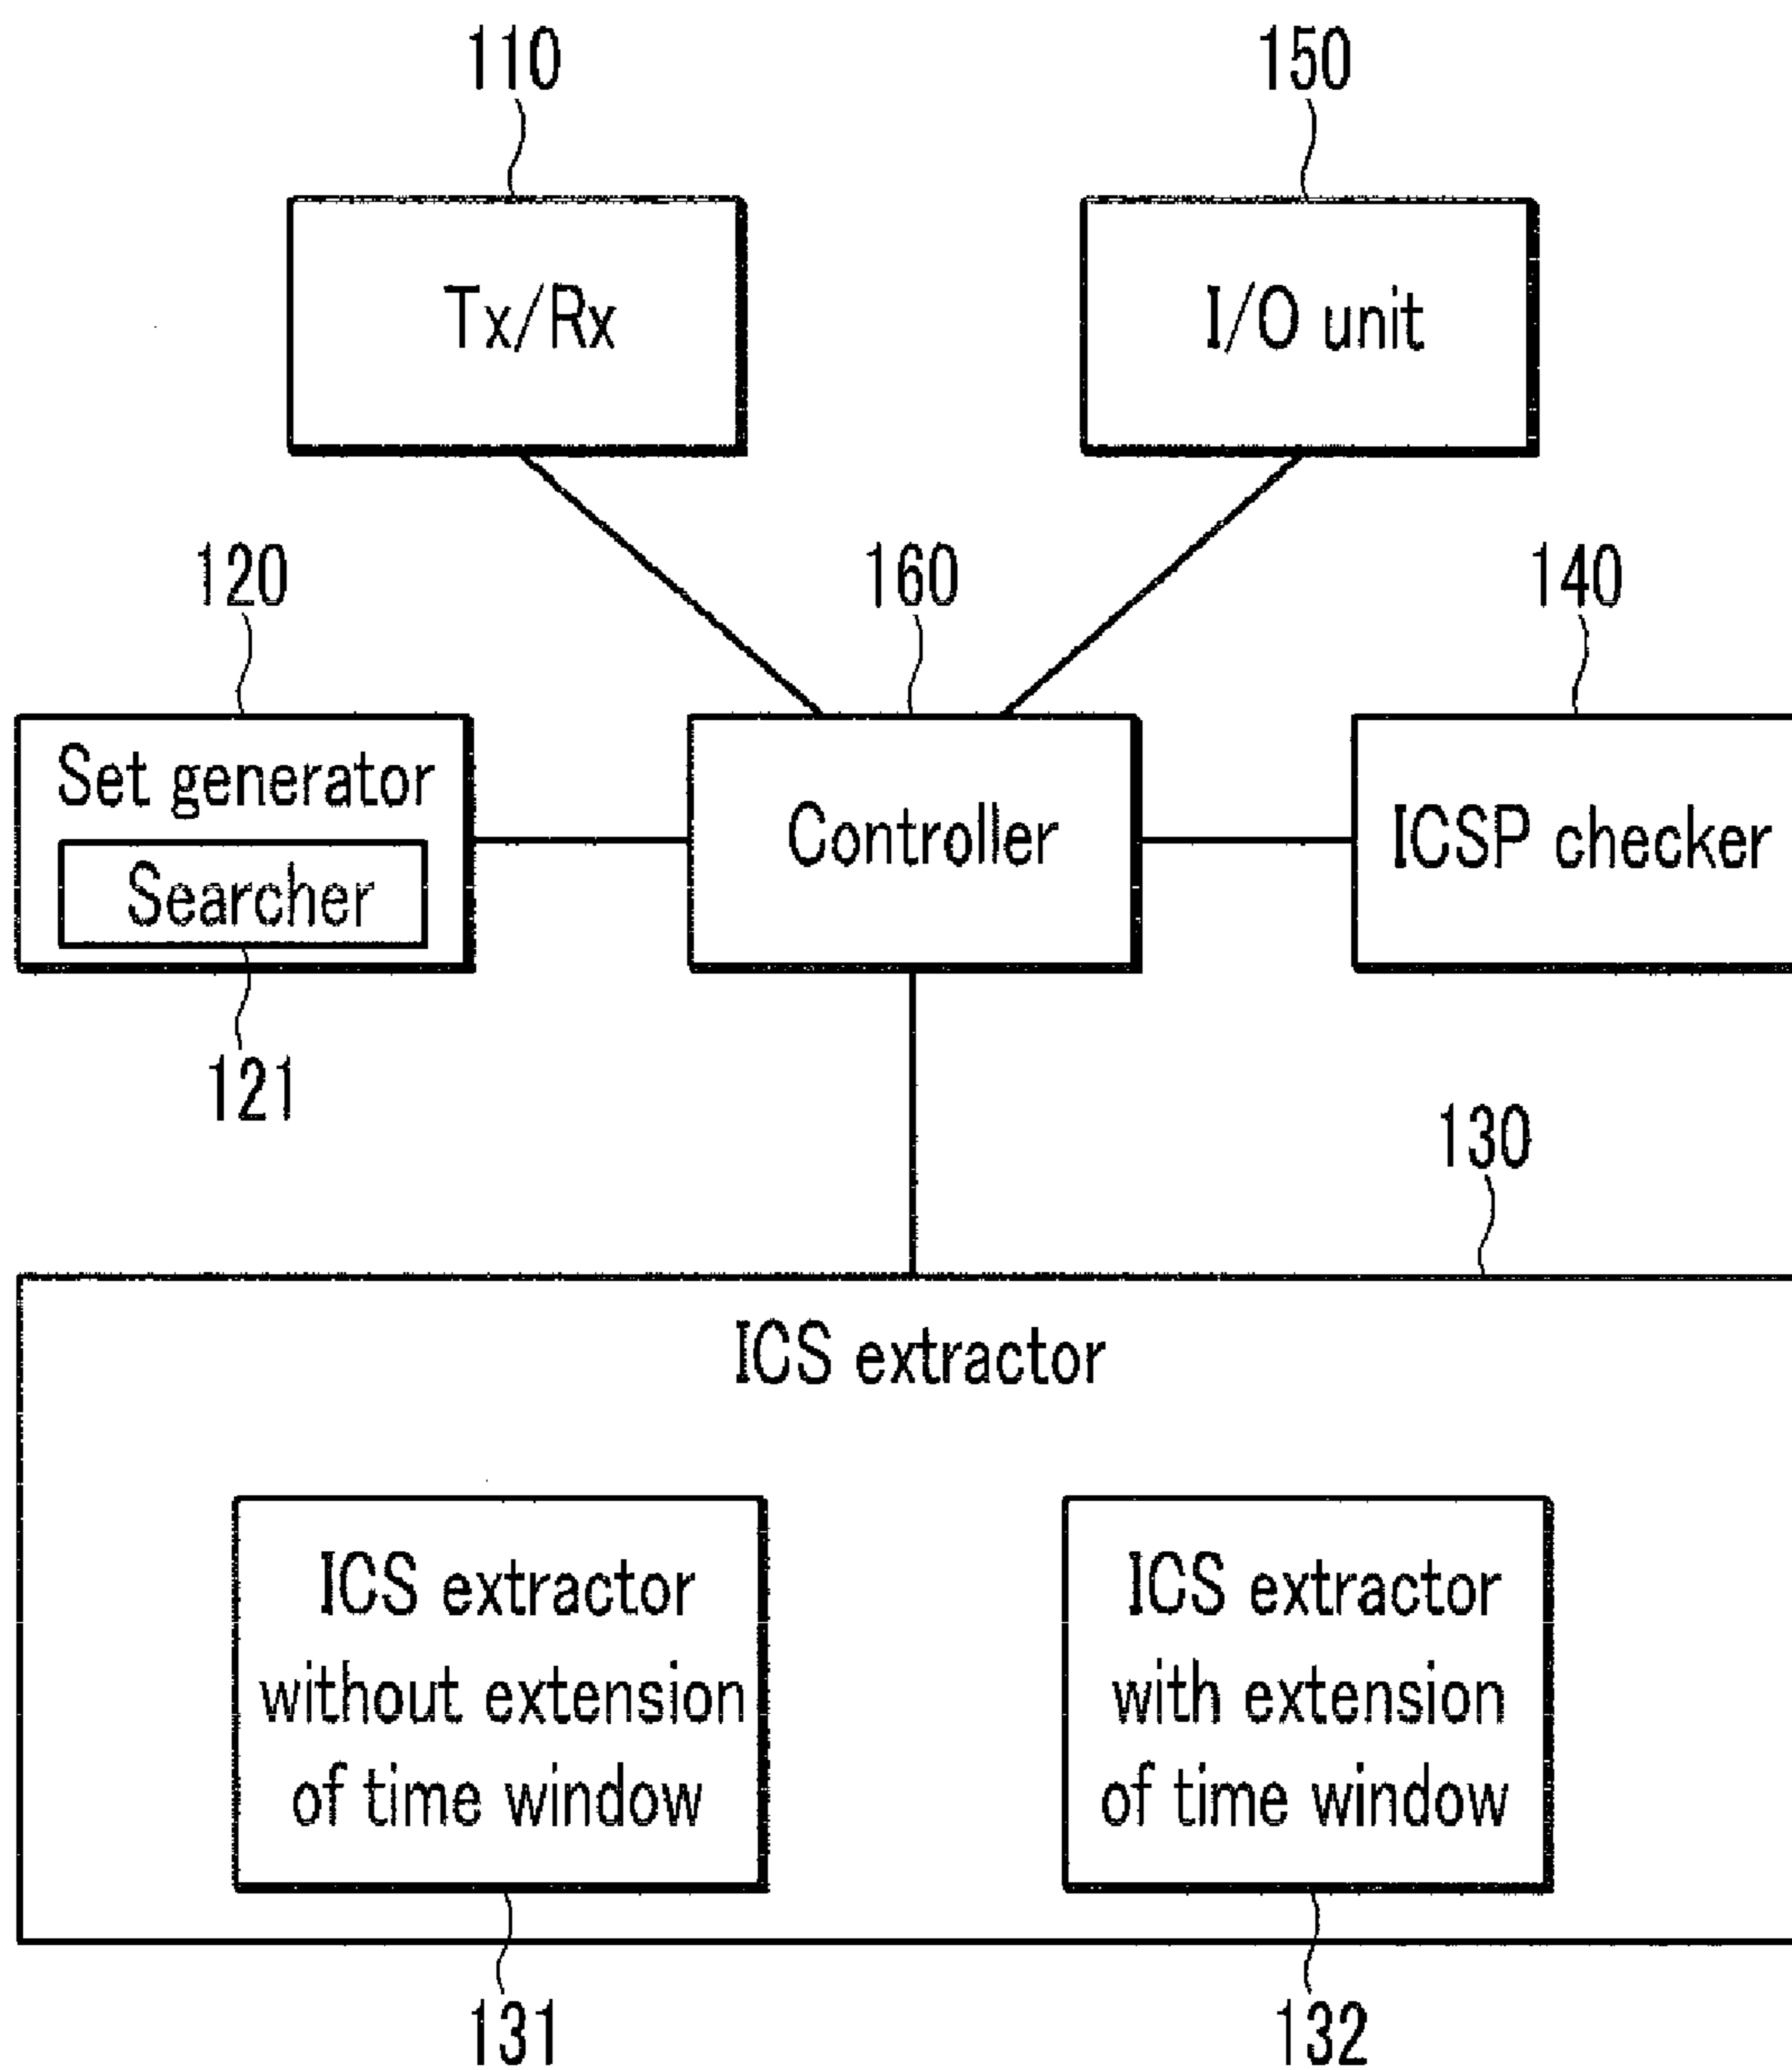 110
150
Tx/Rx
I/O unit
120
160
140
Set generator
Searcher
Controller
ICSP checker
121
130
ICS extractor
ICS extractor
without extension
of time window
ICS extractor
with extension
of time window
131
132